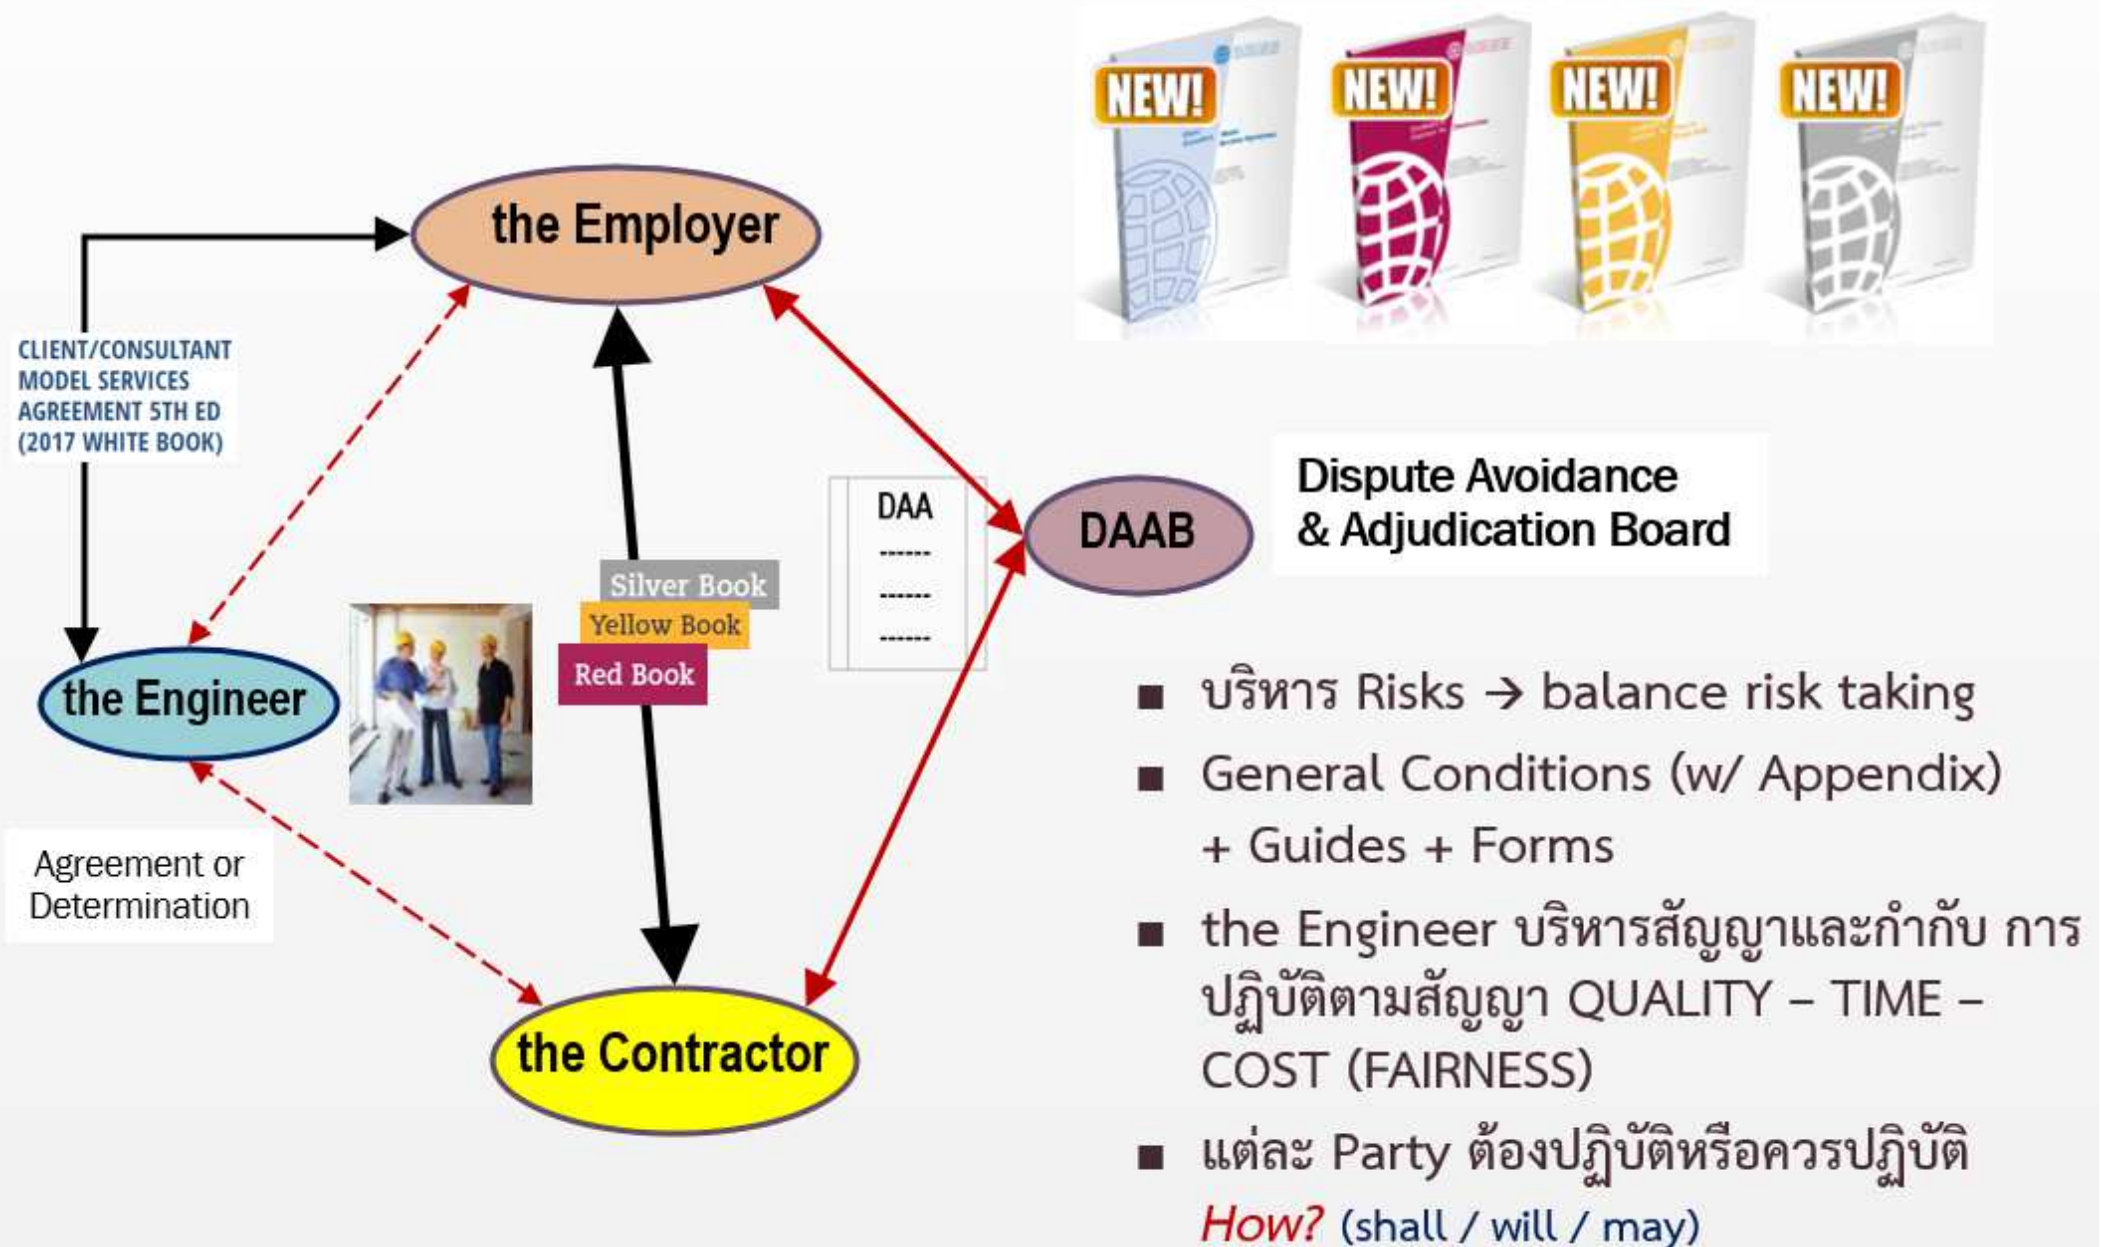 NEW!
NEW!
NEW!
NEW!
the Employer
CLIENT/CONSULTANT
MODEL SERVICES
AGREEMENT 5TH ED
(2017 WHITE BOOK)
DAA
------
------
------
DAAB
Dispute Avoidance
& Adjudication Board
Silver Book
Yellow Book
Red Book
the Engineer
Agreement or
Determination
the Contractor
■ บริหาร Risks → balance risk taking
■ General Conditions (w/ Appendix)
+ Guides + Forms
■ the Engineer บริหารสัญญาและกำกับ การ
ปฏิบัติตามสัญญา QUALITY – TIME –
COST (FAIRNESS)
■ แต่ละ Party ต้องปฏิบัติหรือควรปฏิบัติ
How? (shall / will / may)